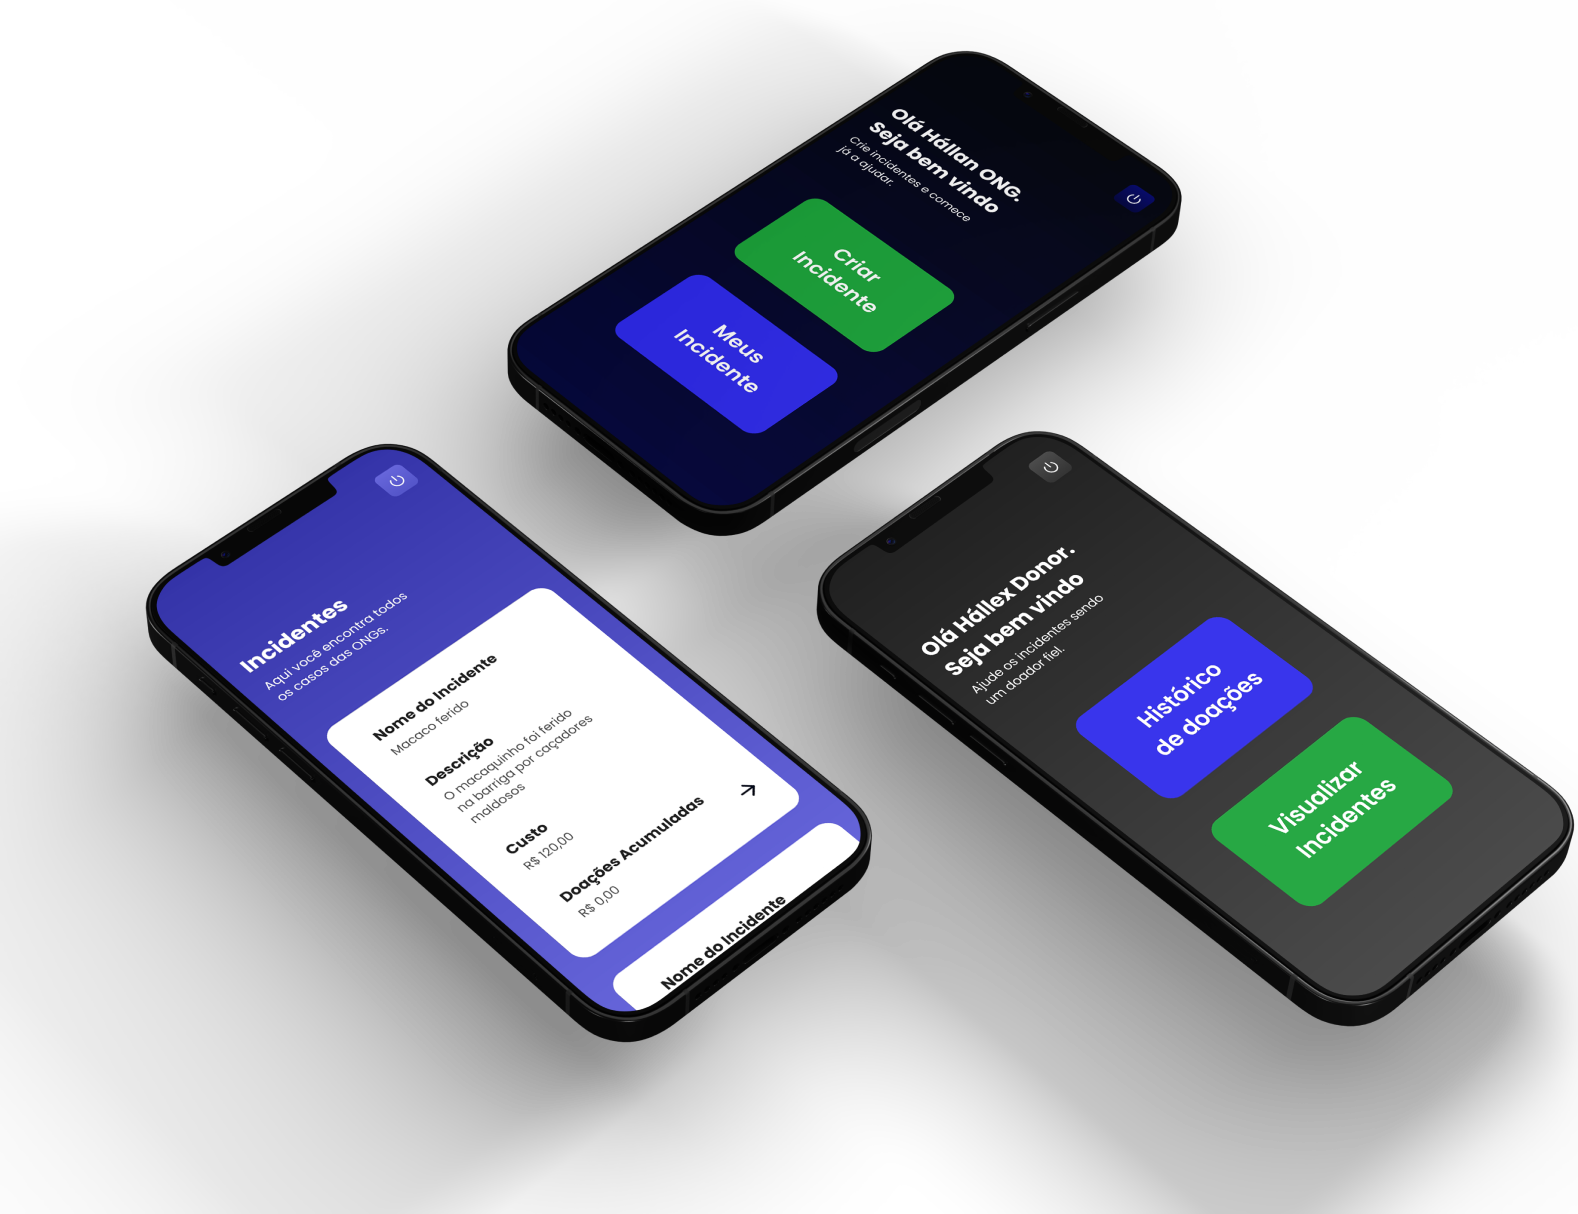 Olá Hállan ONG.
Seja bem vindo
Crie incidentes e comece
já a ajudar.
Criar
Incidente
Meus
Incidente
Incidentes
Aqui você encontra todos
os casos das ONGs.
Nome do Incidente
Macaco ferido
Descrição
O macaquinho foi ferido
na barriga por caçadores
maldosos
Custo
R$ 120,00
Doações Acumuladas
R$ 0,00
Nome do Incidente
Olá Hállex Donor.
Seja bem vindo
Ajude os incidentes sendo
um doador fiel.
Histórico
de doações
Visualizar
Incidentes